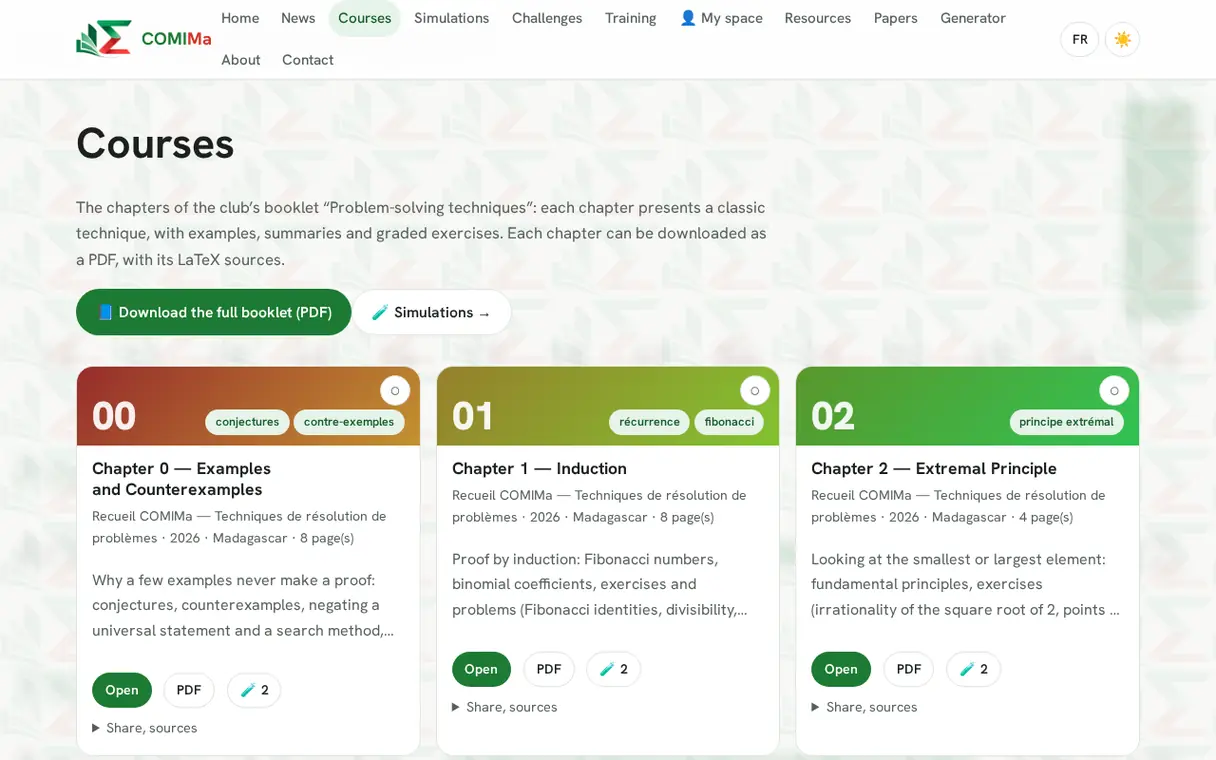 COMIMa
Home News Courses Simulations Challenges Training 👤 My space Resources Papers Generator
About Contact
FR
Courses
The chapters of the club’s booklet “Problem-solving techniques”: each chapter presents a classic
technique, with examples, summaries and graded exercises. Each chapter can be downloaded as
a PDF, with its LaTeX sources.
📘 Download the full booklet (PDF)
🧪 Simulations →
00
conjectures
contre-exemples
Chapter 0 — Examples
and Counterexamples
Recueil COMIMa — Techniques de résolution de
problèmes · 2026 · Madagascar · 8 page(s)
Why a few examples never make a proof:
conjectures, counterexamples, negating a
universal statement and a search method,…
Open
PDF
🧪 2
▶ Share, sources
01
récurrence
fibonacci
Chapter 1 — Induction
Recueil COMIMa — Techniques de résolution de
problèmes · 2026 · Madagascar · 8 page(s)
Proof by induction: Fibonacci numbers,
binomial coefficients, exercises and
problems (Fibonacci identities, divisibility,…
Open
PDF
🧪 2
▶ Share, sources
02
principe extrémal
Chapter 2 — Extremal Principle
Recueil COMIMa — Techniques de résolution de
problèmes · 2026 · Madagascar · 4 page(s)
Looking at the smallest or largest element:
fundamental principles, exercises
(irrationality of the square root of 2, points …
Open
PDF
🧪 2
▶ Share, sources